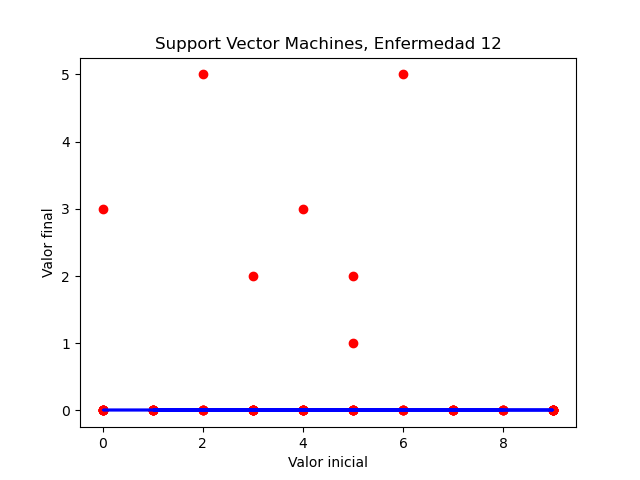 Support Vector Machines, Enfermedad 12
5
4
3
2
1
0
Valor final
0 2 4 6 8
Valor inicial